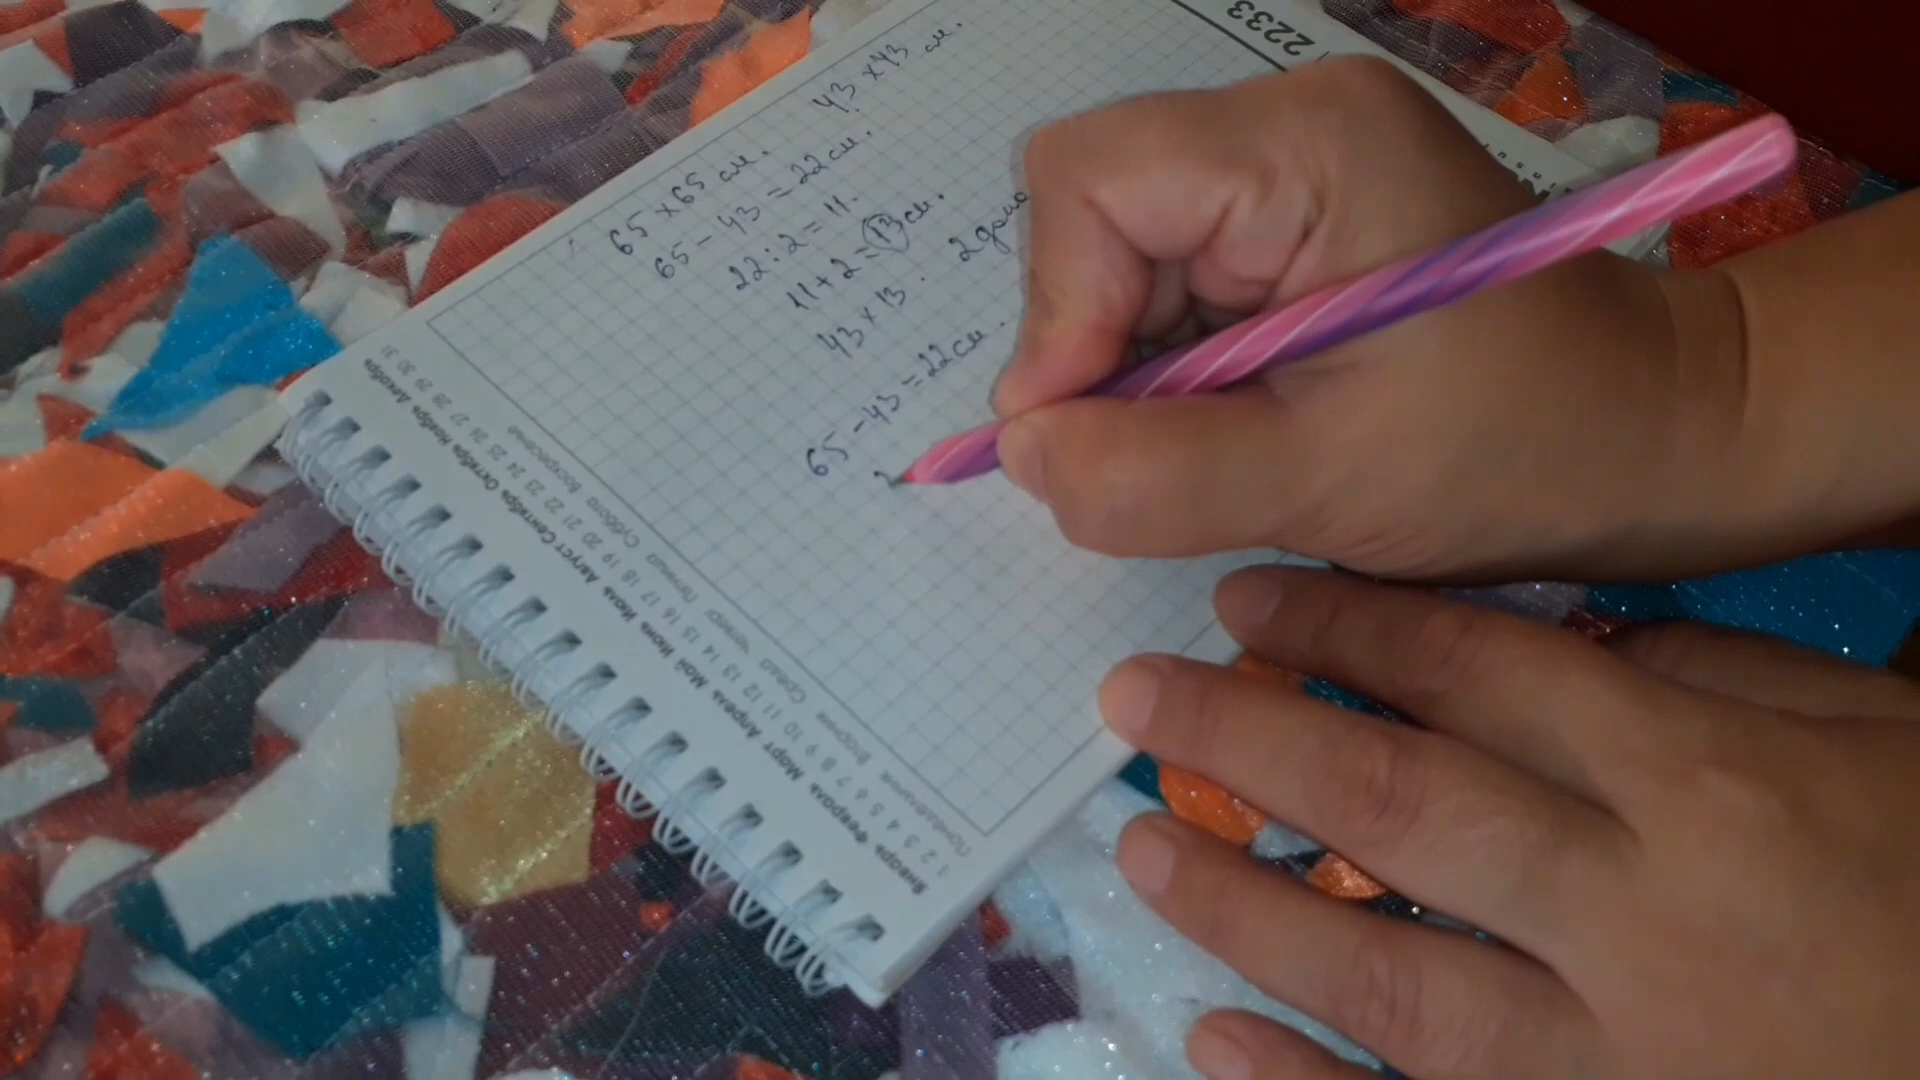 65 x 65 см. 43 x 43 см.
65 - 43 = 22 см.
22 : 2 = 11.
11 + 2 = 13 см.
43 x 13. 2
65 - 43 = 22 см.
2
2233
Понедельник Вторник Среда Четверг Пятница Суббота Воскресенье
1 2 3 4 5 6 7 8 9 10 11 12 13 14 15 16 17 18 19 20 21 22 23 24 25 26 27 28 29 30 31
Январь Февраль Март Апрель Май Июнь Июль Август Сентябрь Октябрь Ноябрь Декабрь